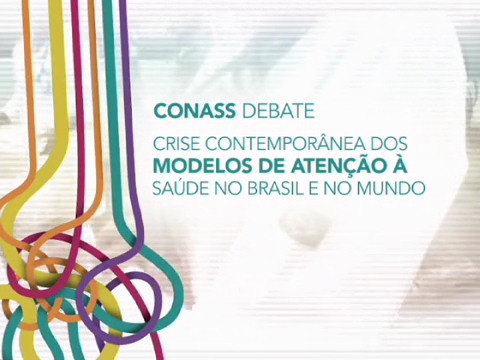 CONASS DEBATE
CRISE CONTEMPORÂNEA DOS
MODELOS DE ATENÇÃO À
SAÚDE NO BRASIL E NO MUNDO